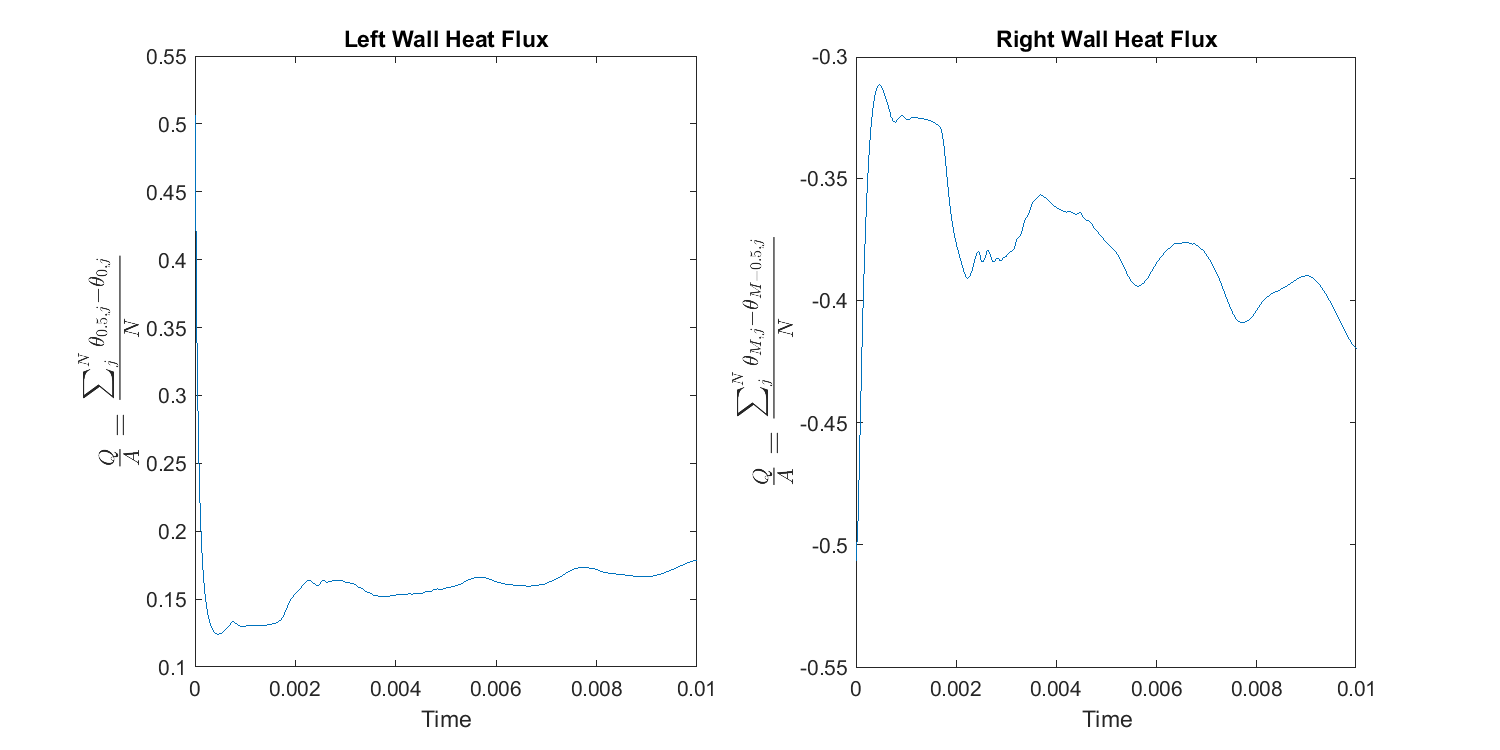 Left Wall Heat Flux
0.55
0.5
0.45
0.4
0.35
0.3
0.25
0.2
0.15
0.1
0 0.002 0.004 0.006 0.008 0.01
Time
Q/A = ∑_j^N θ_{0.5,j}−θ_{0,j} / N
Right Wall Heat Flux
-0.3
-0.35
-0.4
-0.45
-0.5
-0.55
0 0.002 0.004 0.006 0.008 0.01
Time
Q/A = ∑_j^N θ_{M,j}−θ_{M−0.5,j} / N